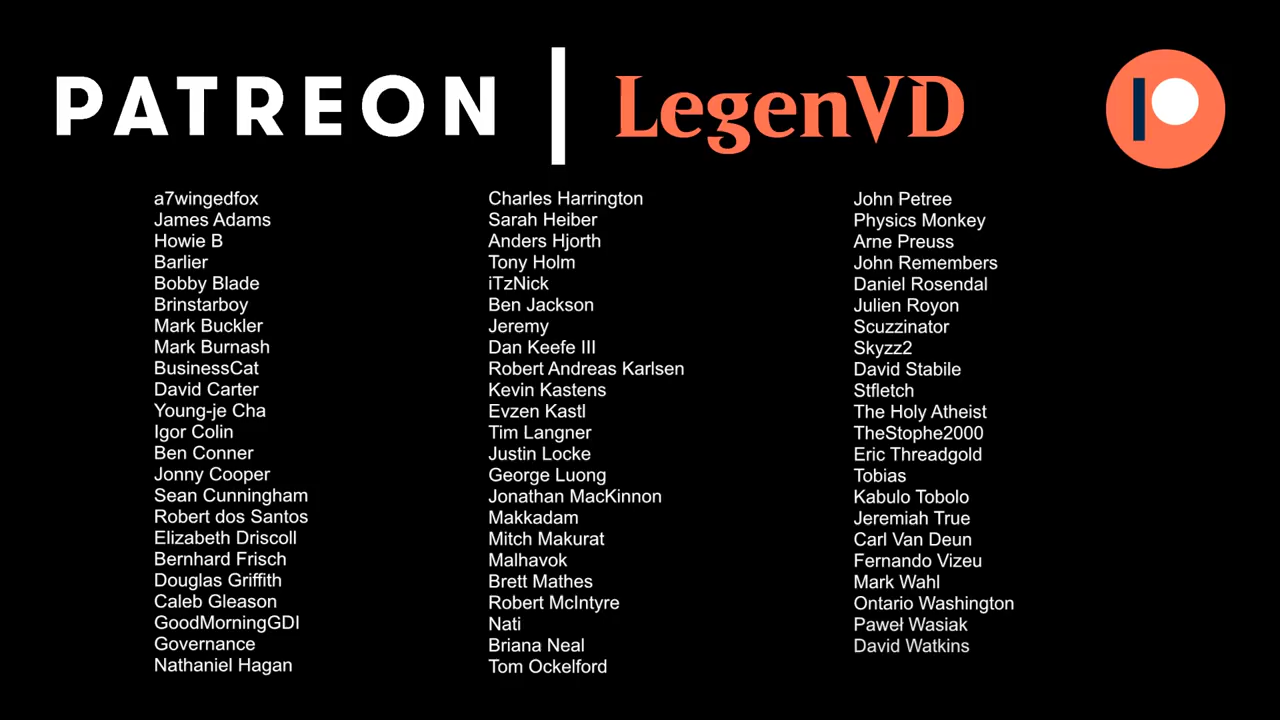 PATREON | LegenVD
a7wingedfox
James Adams
Howie B
Barlier
Bobby Blade
Brinstarboy
Mark Buckler
Mark Burnash
BusinessCat
David Carter
Young-je Cha
Igor Colin
Ben Conner
Jonny Cooper
Sean Cunningham
Robert dos Santos
Elizabeth Driscoll
Bernhard Frisch
Douglas Griffith
Caleb Gleason
GoodMorningGDI
Governance
Nathaniel Hagan
Charles Harrington
Sarah Heiber
Anders Hjorth
Tony Holm
iTzNick
Ben Jackson
Jeremy
Dan Keefe III
Robert Andreas Karlsen
Kevin Kastens
Evzen Kastl
Tim Langner
Justin Locke
George Luong
Jonathan MacKinnon
Makkadam
Mitch Makurat
Malhavok
Brett Mathes
Robert McIntyre
Nati
Briana Neal
Tom Ockelford
John Petree
Physics Monkey
Arne Preuss
John Remembers
Daniel Rosendal
Julien Royon
Scuzzinator
Skyzz2
David Stabile
Stfletch
The Holy Atheist
TheStophe2000
Eric Threadgold
Tobias
Kabulo Tobolo
Jeremiah True
Carl Van Deun
Fernando Vizeu
Mark Wahl
Ontario Washington
Paweł Wasiak
David Watkins